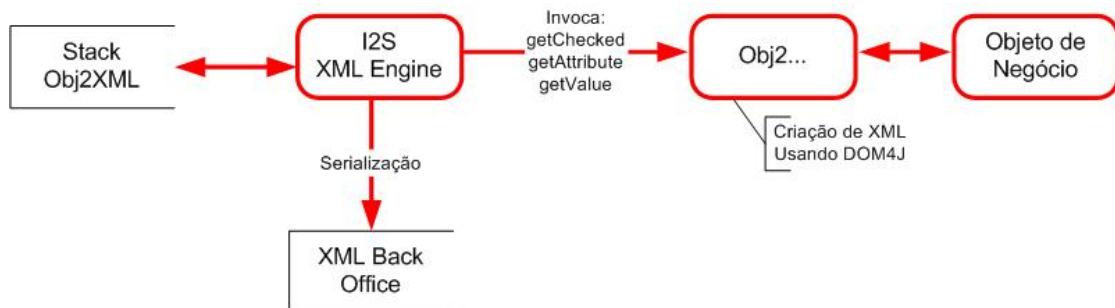 Stack
Obj2XML
I2S
XML Engine
Invoca:
getChecked
getAttribute
getValue
Obj2...
Objeto de
Negócio
Criação de XML
Usando DOM4J
Serialização
XML Back
Office